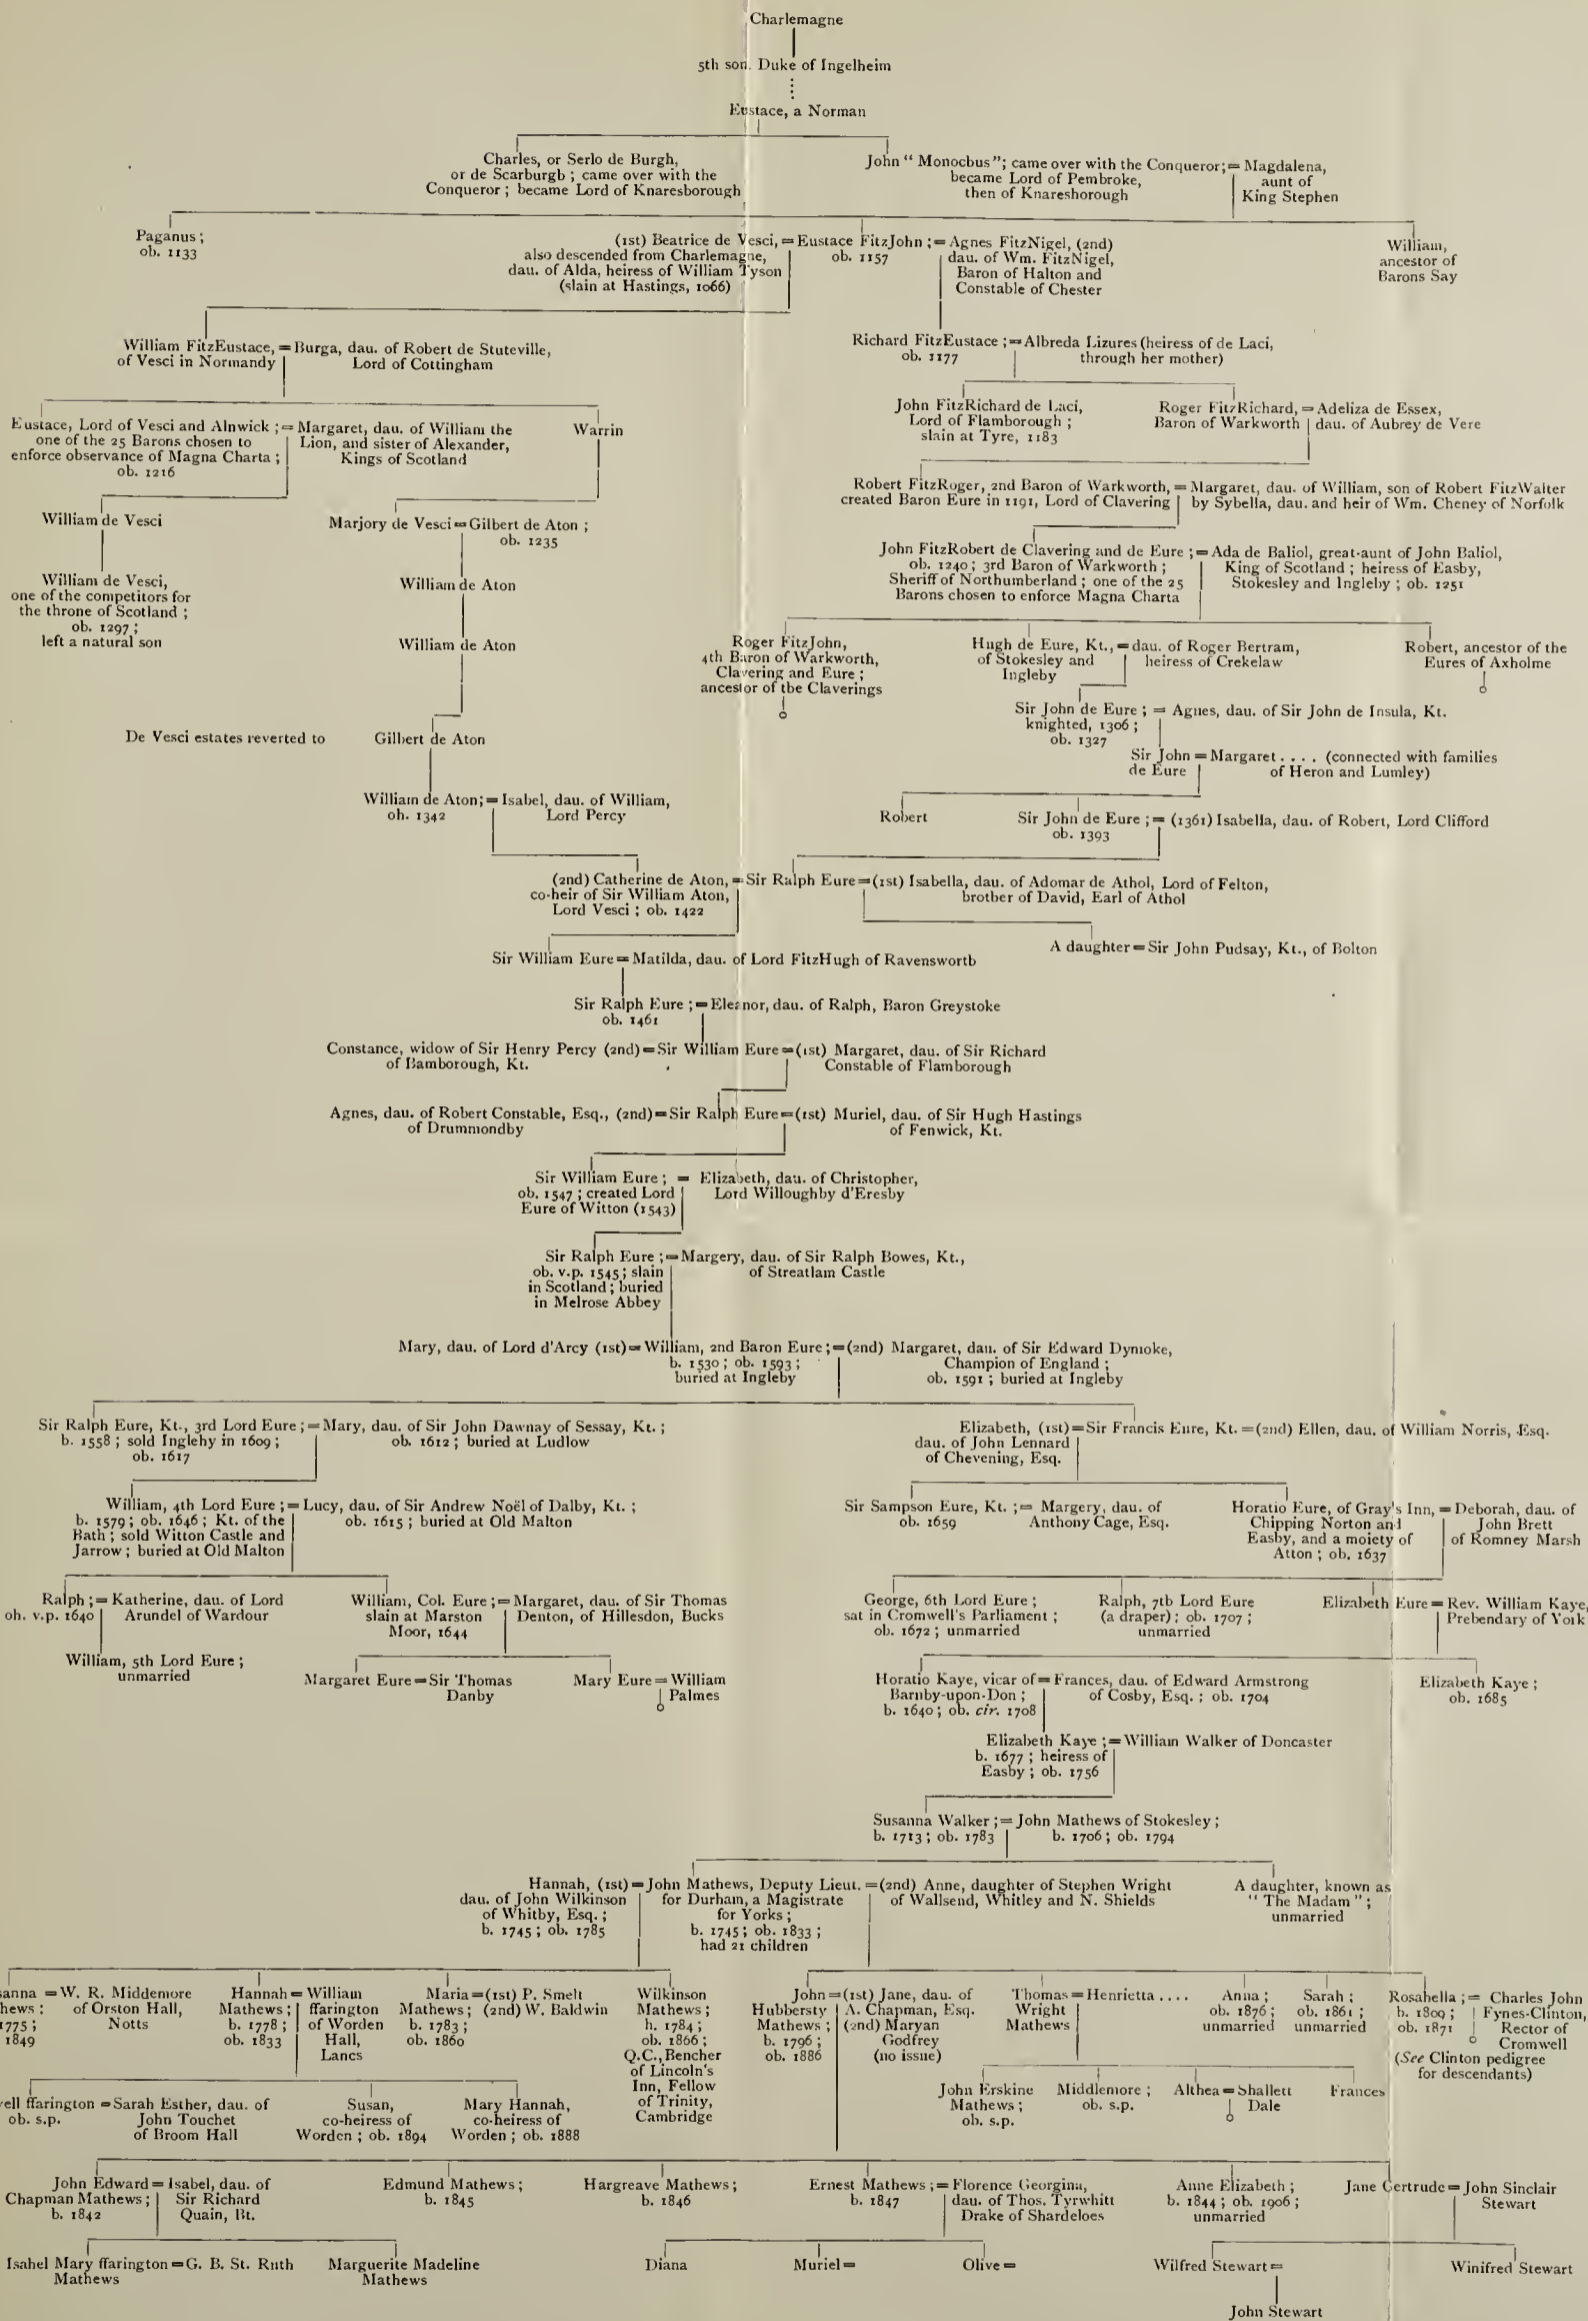 Charlemagne
5th son. Duke of Ingelheim
Eustace, a Norman
Charles, or Serlo de Burgh,
or de Scarburgb ; came over with the
Conqueror ; became Lord of Knaresborough
John “ Monocbus ”; came over with the Conqueror; = Magdalena,
became Lord of Pembroke,
then of Knareshorough
aunt of
King Stephen
Paganus ;
ob. 1133
(1st) Beatrice de Vesci, = Eustace FitzJohn ; = Agnes FitzNigel, (2nd)
also descended from Charlemagne,
dau. of Alda, heiress of William Tyson
(slain at Hastings, 1066)
ob. 1157
dau. of Wm. FitzNigel,
Baron of Halton and
Constable of Chester
William,
ancestor of
Barons Say
William FitzEustace, = Burga, dau. of Robert de Stuteville,
of Vesci in Normandy
Lord of Cottingham
Richard FitzEustace ; = Albreda Lizures (heiress of de Laci,
ob. 1177
through her mother)
Eustace, Lord of Vesci and Alnwick ; = Margaret, dau. of William the
one of the 25 Barons chosen to
enforce observance of Magna Charta ;
ob. 1216
Lion, and sister of Alexander,
Kings of Scotland
Warrin
John FitzRichard de Laci,
Lord of Flamborough ;
slain at Tyre, 1183
Roger FitzRichard, = Adeliza de Essex,
Baron of Warkworth
dau. of Aubrey de Vere
Robert FitzRoger, 2nd Baron of Warkworth, = Margaret, dau. of William, son of Robert FitzWalter
created Baron Eure in 1191, Lord of Clavering
by Sybella, dau. and heir of Wm. Cheney of Norfolk
William de Vesci
Marjory de Vesci = Gilbert de Aton ;
ob. 1235
John FitzRobert de Clavering and de Eure ; = Ada de Baliol, great-aunt of John Baliol,
ob. 1240 ; 3rd Baron of Warkworth ;
Sheriff of Northumberland ; one of the 25
Barons chosen to enforce Magna Charta
King of Scotland ; heiress of Easby,
Stokesley and Ingleby ; ob. 1251
William de Vesci,
one of the competitors for
the throne of Scotland ;
ob. 1297 ;
left a natural son
William de Aton
William de Aton
Roger FitzJohn,
4th Baron of Warkworth,
Clavering and Eure ;
ancestor of tbe Claverings
Hugh de Eure, Kt., = dau. of Roger Bertram,
of Stokesley and
Ingleby
heiress of Crekelaw
Robert, ancestor of the
Eures of Axholme
Sir John de Eure ; = Agnes, dau. of Sir John de Insula, Kt.
knighted, 1306 ;
ob. 1327
De Vesci estates reverted to
Gilbert de Aton
Sir John = Margaret . . . . (connected with families
de Eure
of Heron and Lumley)
William de Aton; = Isabel, dau. of William,
oh. 1342
Lord Percy
Robert
Sir John de Eure ; = (1361) Isabella, dau. of Robert, Lord Clifford
ob. 1393
(2nd) Catherine de Aton, = Sir Ralph Eure = (1st) Isabella, dau. of Adomar de Athol, Lord of Felton,
co-heir of Sir William Aton,
Lord Vesci ; ob. 1422
brotber of David, Earl of Athol
A daughter = Sir John Pudsay, Kt., of Bolton
Sir William Eure = Matilda, dau. of Lord FitzHugh of Ravenswortb
Sir Ralph Eure ; = Eleanor, dau. of Ralph, Baron Greystoke
ob. 1461
Constance, widow of Sir Henry Percy (2nd) = Sir William Eure = (1st) Margaret, dau. of Sir Richard
of Bamborough, Kt.
Constable of Flamborough
Agnes, dau. of Robert Constable, Esq., (2nd) = Sir Ralph Eure = (1st) Muriel, dau. of Sir Hugh Hastings
of Drummondby
of Fenwick, Kt.
Sir William Eure ; = Elizabeth, dau. of Christopher,
ob. 1547 ; created Lord
Eure of Witton (1543)
Lord Willoughby d'Eresby
Sir Ralph Eure ; = Margery, dau. of Sir Ralph Bowes, Kt.,
ob. v.p. 1545 ; slain
in Scotland ; buried
in Melrose Abbey
of Streatlam Castle
Mary, dau. of Lord d'Arcy (1st) = William, 2nd Baron Eure ; = (2nd) Margaret, dau. of Sir Edward Dymoke,
b. 1530 ; ob. 1593 ;
buried at Ingleby
Champion of England ;
ob. 1591 ; buried at Ingleby
Sir Ralph Eure, Kt., 3rd Lord Eure ; = Mary, dau. of Sir John Dawnay of Sessay, Kt. ;
b. 1558 ; sold Inglehy in 1609 ;
ob. 1617
ob. 1612 ; buried at Ludlow
Elizabeth, (1st) = Sir Francis Eure, Kt. = (2nd) Ellen, dau. of William Norris, Esq.
dau. of John Lennard
of Chevening, Esq.
William, 4th Lord Eure ; = Lucy, dau. of Sir Andrew Noël of Dalby, Kt. ;
b. 1579 ; ob. 1646 ; Kt. of the
Bath ; sold Witton Castle and
Jarrow ; buried at Old Malton
ob. 1615 ; buried at Old Malton
Sir Sampson Eure, Kt. ; = Margery, dau. of
ob. 1659
Anthony Cage, Esq.
Horatio Eure, of Gray's Inn, = Deborah, dau. of
Chipping Norton and
Easby, and a moiety of
Atton ; ob. 1637
John Brett
of Romney Marsh
Ralph ; = Katherine, dau. of Lord
oh. v.p. 1640
Arundel of Wardour
William, Col. Eure ; = Margaret, dau. of Sir Thomas
slain at Marston
Moor, 1644
Denton, of Hillesdon, Bucks
George, 6th Lord Eure ;
sat in Cromwell's Parliament ;
ob. 1672 ; unmarried
Ralph, 7tb Lord Eure
(a draper) ; ob. 1707 ;
unmarried
Elizabeth Eure = Rev. William Kaye,
Prebendary of York
William, 5th Lord Eure ;
unmarried
Margaret Eure = Sir Thomas
Danby
Mary Eure = William
Palmes
Horatio Kaye, vicar of = Frances, dau. of Edward Armstrong
Barnby-upon-Don ;
b. 1640 ; ob. cir. 1708
of Cosby, Esq. ; ob. 1704
Elizabeth Kaye ;
ob. 1685
Elizabeth Kaye ; = William Walker of Doncaster
b. 1677 ; heiress of
Easby ; ob. 1756
Susanna Walker ; = John Mathews of Stokesley ;
b. 1713 ; ob. 1783
b. 1706 ; ob. 1794
Hannah, (1st) = John Mathews, Deputy Lieut. = (2nd) Anne, daughter of Stephen Wright
dau. of John Wilkinson
of Whitby, Esq. ;
b. 1745 ; ob. 1785
for Durham, a Magistrate
for Yorks ;
b. 1745 ; ob. 1833 ;
had 21 children
of Wallsend, Whitley and N. Shields
A daughter, known as
“ The Madam ” ;
unmarried
anna = W. R. Middemore
hews :
1775 ;
1849
of Orston Hall,
Notts
Hannah = William
Mathews ;
b. 1778 ;
ob. 1833
ffarington
of Worden
Hall,
Lancs
Maria = (1st) P. Smelt
Mathews ;
b. 1783 ;
ob. 1860
(2nd) W. Baldwin
Wilkinson
Mathews ;
h. 1784 ;
ob. 1866 ;
Q.C., Bencher
of Lincoln's
Inn, Fellow
of Trinity,
Cambridge
John = (1st) Jane, dau. of
Hubbersty
Mathews ;
b. 1796 ;
ob. 1886
A. Chapman, Esq.
(2nd) Maryan
Godfrey
(no issue)
Thomas = Henrietta . . . .
Wright
Mathews
Anna ;
ob. 1876 ;
unmarried
Sarah ;
ob. 1861 ;
unmarried
Rosahella ; = Charles John
b. 1809 ;
ob. 1871
Fynes-Clinton,
Rector of
Cromwell
(See Clinton pedigree
for descendants)
ell ffarington = Sarah Esther, dau. of
ob. s.p.
John Touchet
of Broom Hall
Susan,
co-heiress of
Worden ; ob. 1894
Mary Hannah,
co-heiress of
Worden ; ob. 1888
John Erskine
Mathews ;
ob. s.p.
Middlemore ;
ob. s.p.
Althea = Shallett
Dale
Frances
John Edward = Isabel, dau. of
Chapman Mathews ;
b. 1842
Sir Richard
Quain, Bt.
Edmund Mathews ;
b. 1845
Hargreave Mathews ;
b. 1846
Ernest Mathews ; = Florence Georgina,
b. 1847
dau. of Thos. Tyrwhitt
Drake of Shardeloes
Anne Elizabeth ;
b. 1844 ; ob. 1906 ;
unmarried
Jane Gertrude = John Sinclair
Stewart
Isahel Mary ffarington = G. B. St. Ruth
Mathews
Marguerite Madeline
Mathews
Diana
Muriel =
Olive =
Wilfred Stewart =
Winifred Stewart
John Stewart